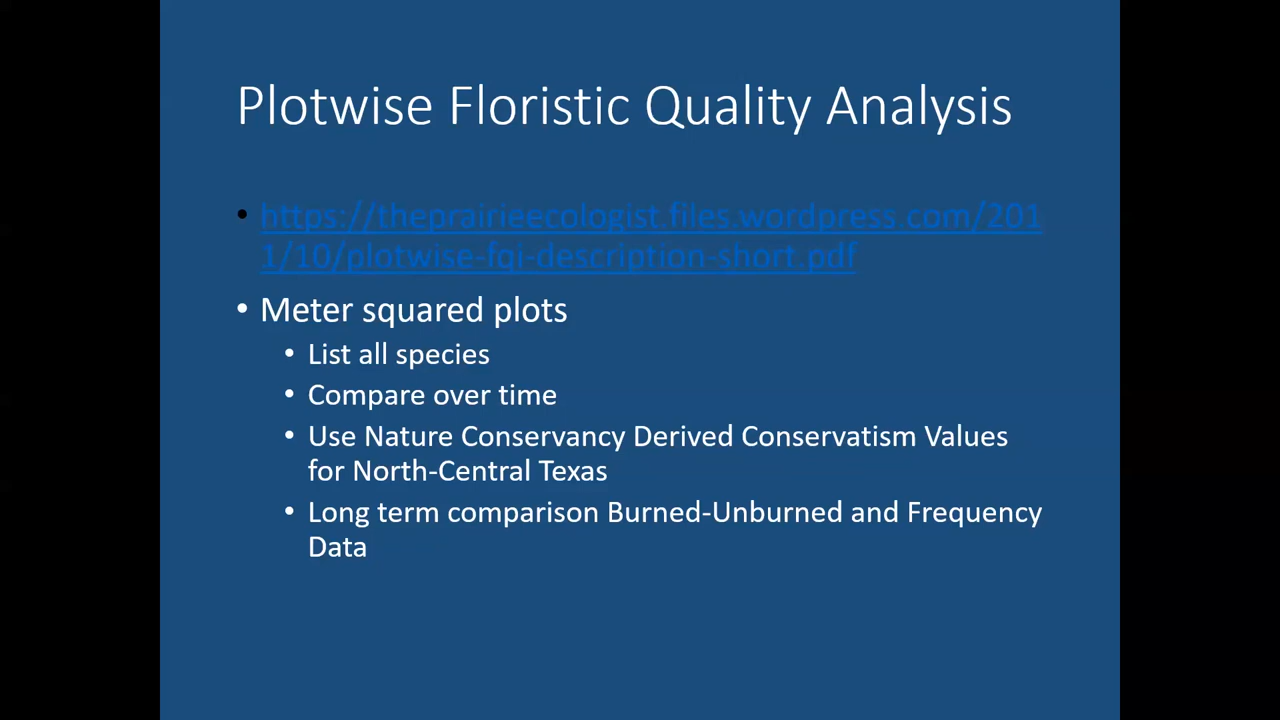 Plotwise Floristic Quality Analysis
• https://theprairieecologist.files.wordpress.com/201
1/10/plotwise-fqi-description-short.pdf
• Meter squared plots
• List all species
• Compare over time
• Use Nature Conservancy Derived Conservatism Values
for North-Central Texas
• Long term comparison Burned-Unburned and Frequency
Data